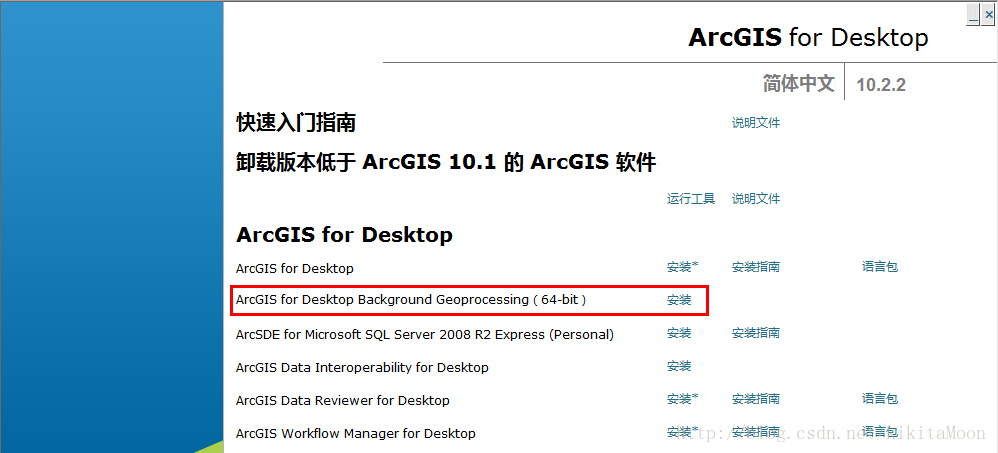 ArcGIS for Desktop
简体中文 10.2.2
快速入门指南 说明文件
卸载版本低于 ArcGIS 10.1 的 ArcGIS 软件
运行工具 说明文件
ArcGIS for Desktop
ArcGIS for Desktop 安装* 安装指南 语言包
ArcGIS for Desktop Background Geoprocessing ( 64-bit ) 安装
ArcSDE for Microsoft SQL Server 2008 R2 Express (Personal) 安装 安装指南
ArcGIS Data Interoperability for Desktop 安装
ArcGIS Data Reviewer for Desktop 安装* 安装指南 语言包
ArcGIS Workflow Manager for Desktop 安装* 安装指南 语言包